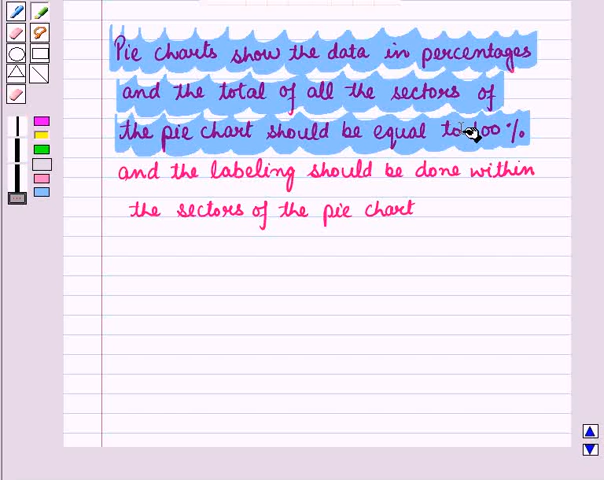 Pie charts show the data in percentages
and the total of all the sectors of
the pie chart should be equal to 100 %
and the labeling should be done within
the sectors of the pie chart